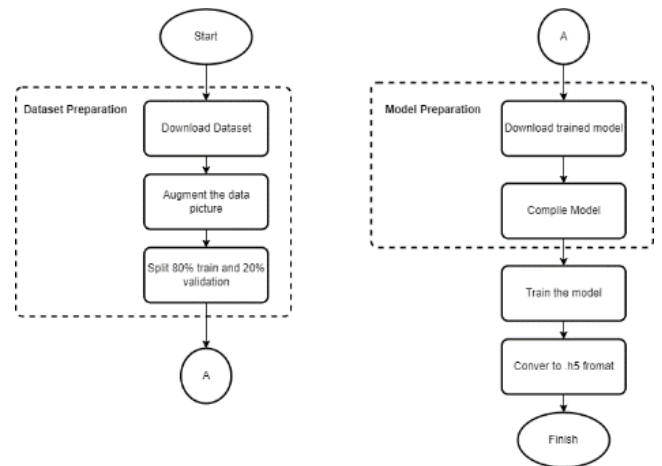 Start
Dataset Preparation
Download Dataset
Augment the data
picture
Split 80% train and 20%
validation
A
A
Model Preparation
Download trained model
Compile Model
Train the model
Conver to .h5 fromat
Finish